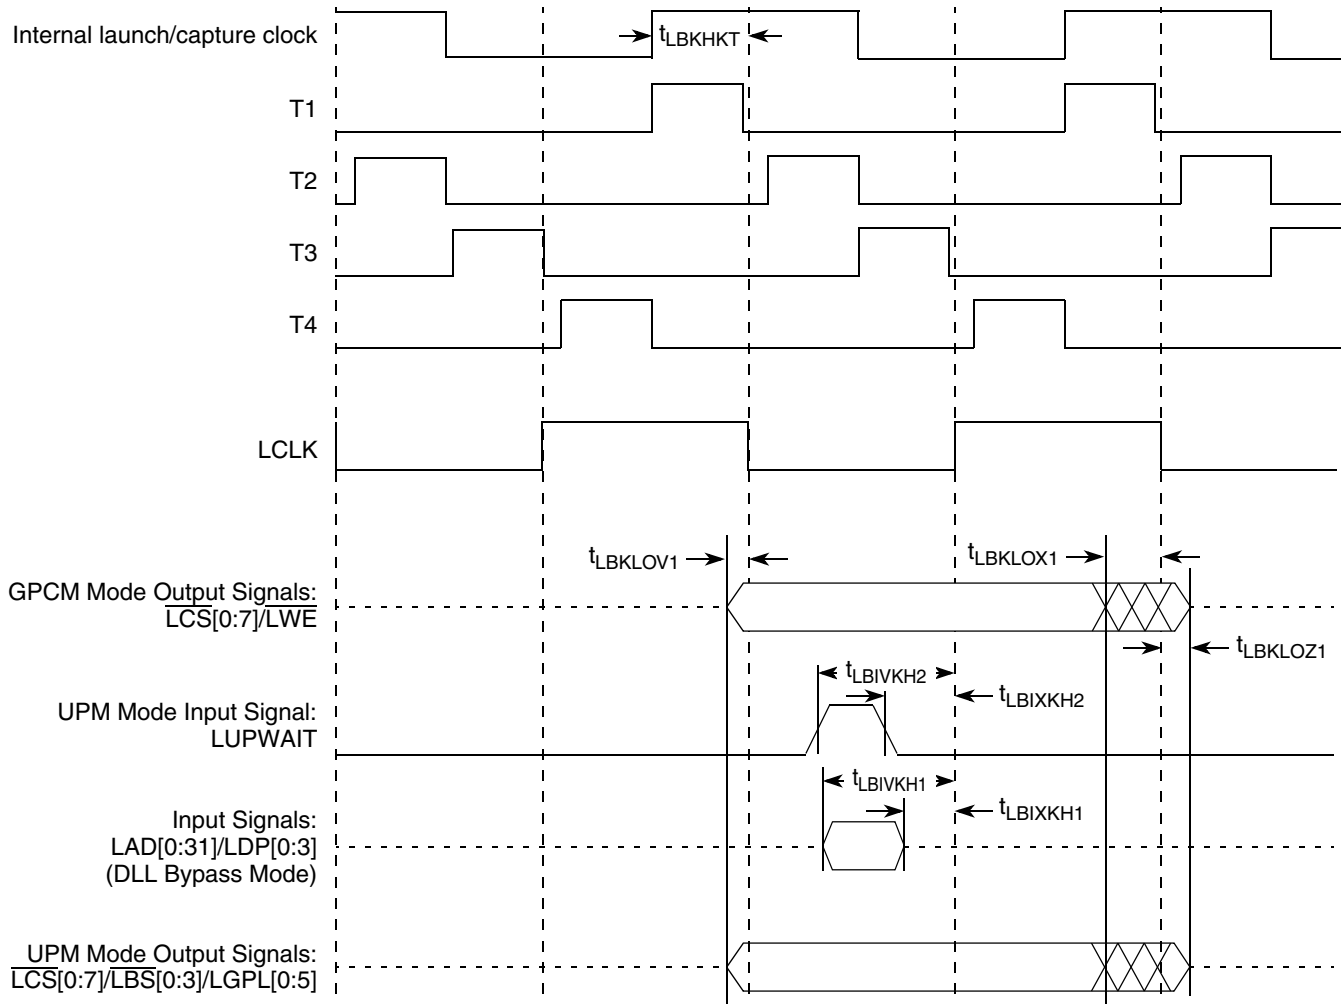 Internal launch/capture clock
tLBKHKT
T1
T2
T3
T4
LCLK
tLBKLOV1
tLBKLOX1
GPCM Mode Output Signals:
LCS[0:7]/LWE
tLBKLOZ1
tLBIVKH2
tLBIXKH2
UPM Mode Input Signal:
LUPWAIT
tLBIVKH1
tLBIXKH1
Input Signals:
LAD[0:31]/LDP[0:3]
(DLL Bypass Mode)
UPM Mode Output Signals:
LCS[0:7]/LBS[0:3]/LGPL[0:5]